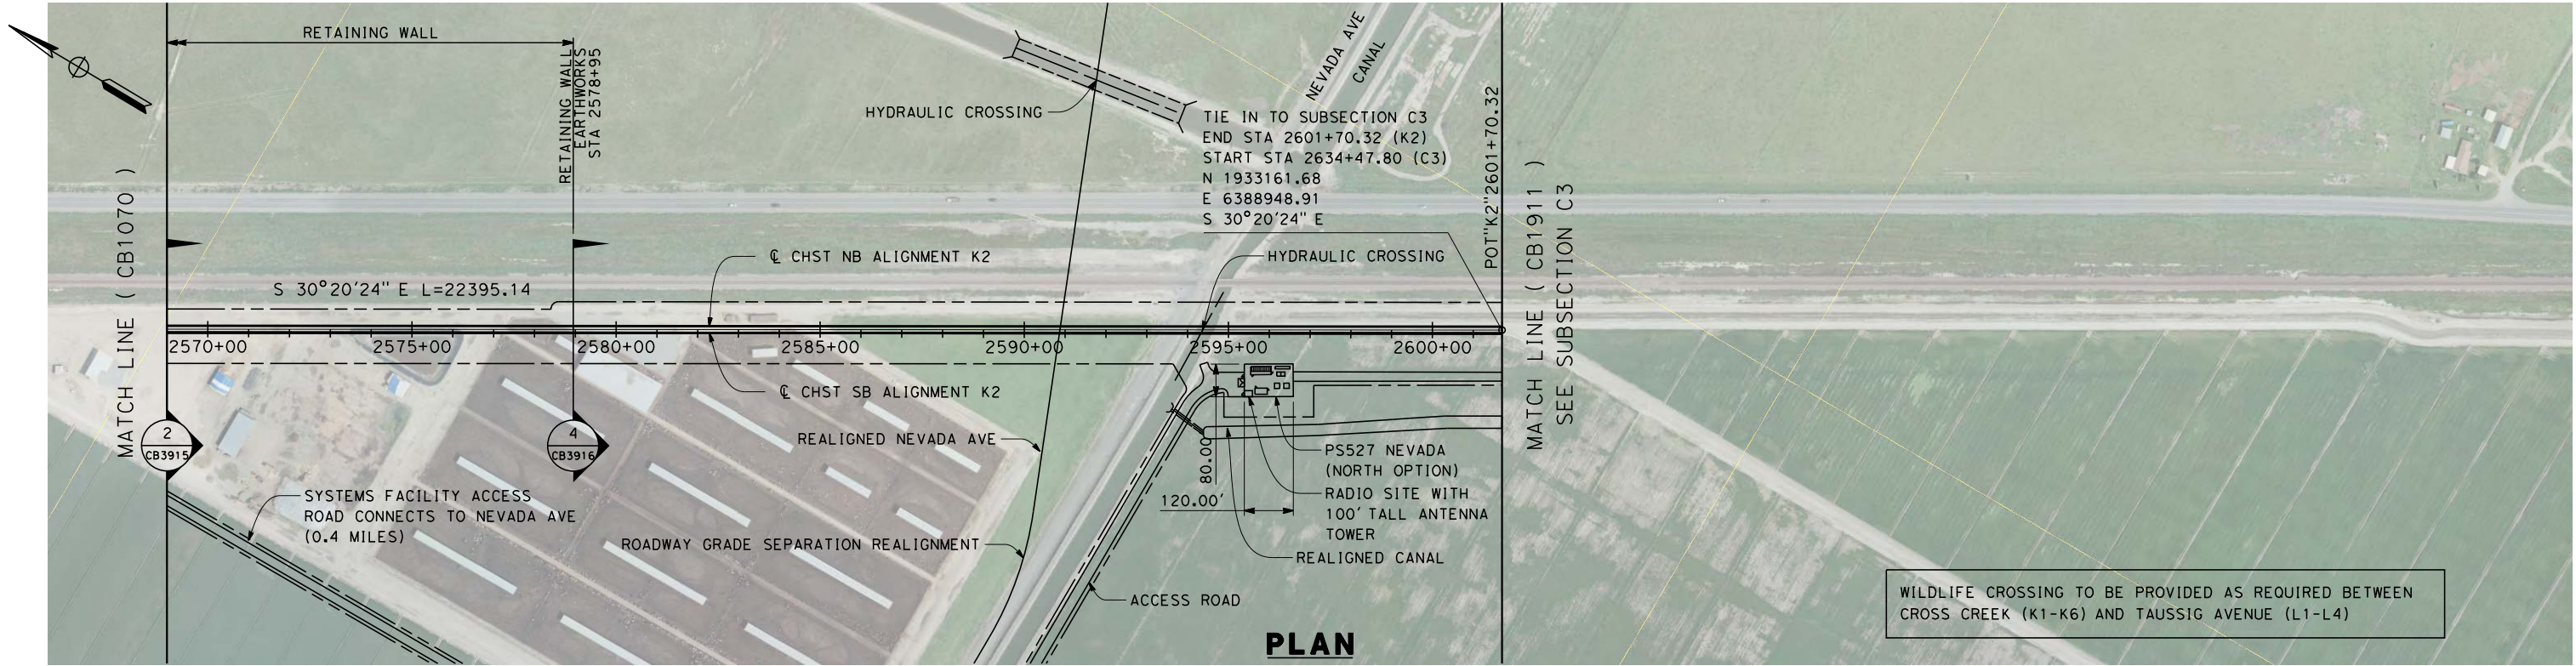 RETAINING WALL
RETAINING WALL
EARTHWORKS
STA 2578+95
NEVADA AVE
CANAL
HYDRAULIC CROSSING
TIE IN TO SUBSECTION C3
END STA 2601+70.32 (K2)
START STA 2634+47.80 (C3)
N 1933161.68
E 6388948.91
S 30°20'24" E
POT"K2"2601+70.32
MATCH LINE ( CB1070 )
MATCH LINE ( CB1911 )
SEE SUBSECTION C3
℄ CHST NB ALIGNMENT K2
HYDRAULIC CROSSING
S 30°20'24" E L=22395.14
2570+00
2575+00
2580+00
2585+00
2590+00
2595+00
2600+00
℄ CHST SB ALIGNMENT K2
2
CB3915
4
CB3916
REALIGNED NEVADA AVE
80.00'
120.00'
PS527 NEVADA
(NORTH OPTION)
RADIO SITE WITH
100' TALL ANTENNA
TOWER
SYSTEMS FACILITY ACCESS
ROAD CONNECTS TO NEVADA AVE
(0.4 MILES)
ROADWAY GRADE SEPARATION REALIGNMENT
REALIGNED CANAL
ACCESS ROAD
WILDLIFE CROSSING TO BE PROVIDED AS REQUIRED BETWEEN
CROSS CREEK (K1-K6) AND TAUSSIG AVENUE (L1-L4)
PLAN